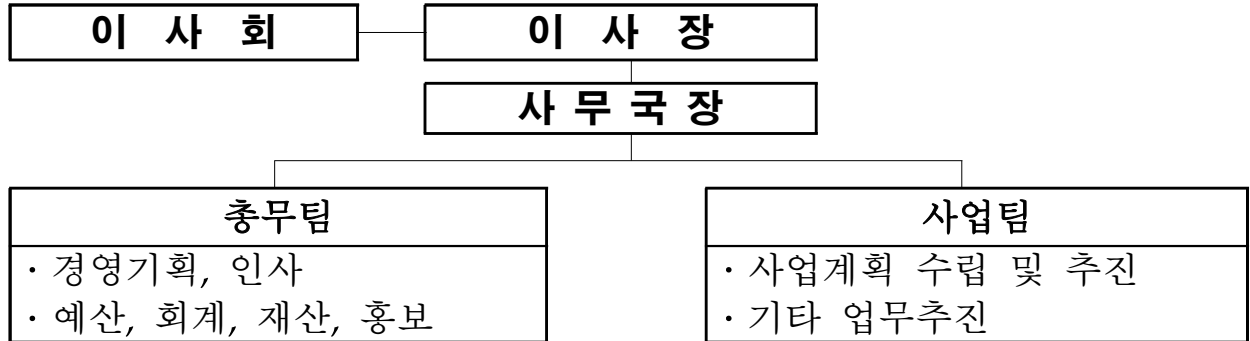 이 사 회
이 사 장
사 무 국 장
총무팀
· 경영기획, 인사
· 예산, 회계, 재산, 홍보
사업팀
· 사업계획 수립 및 추진
· 기타 업무추진